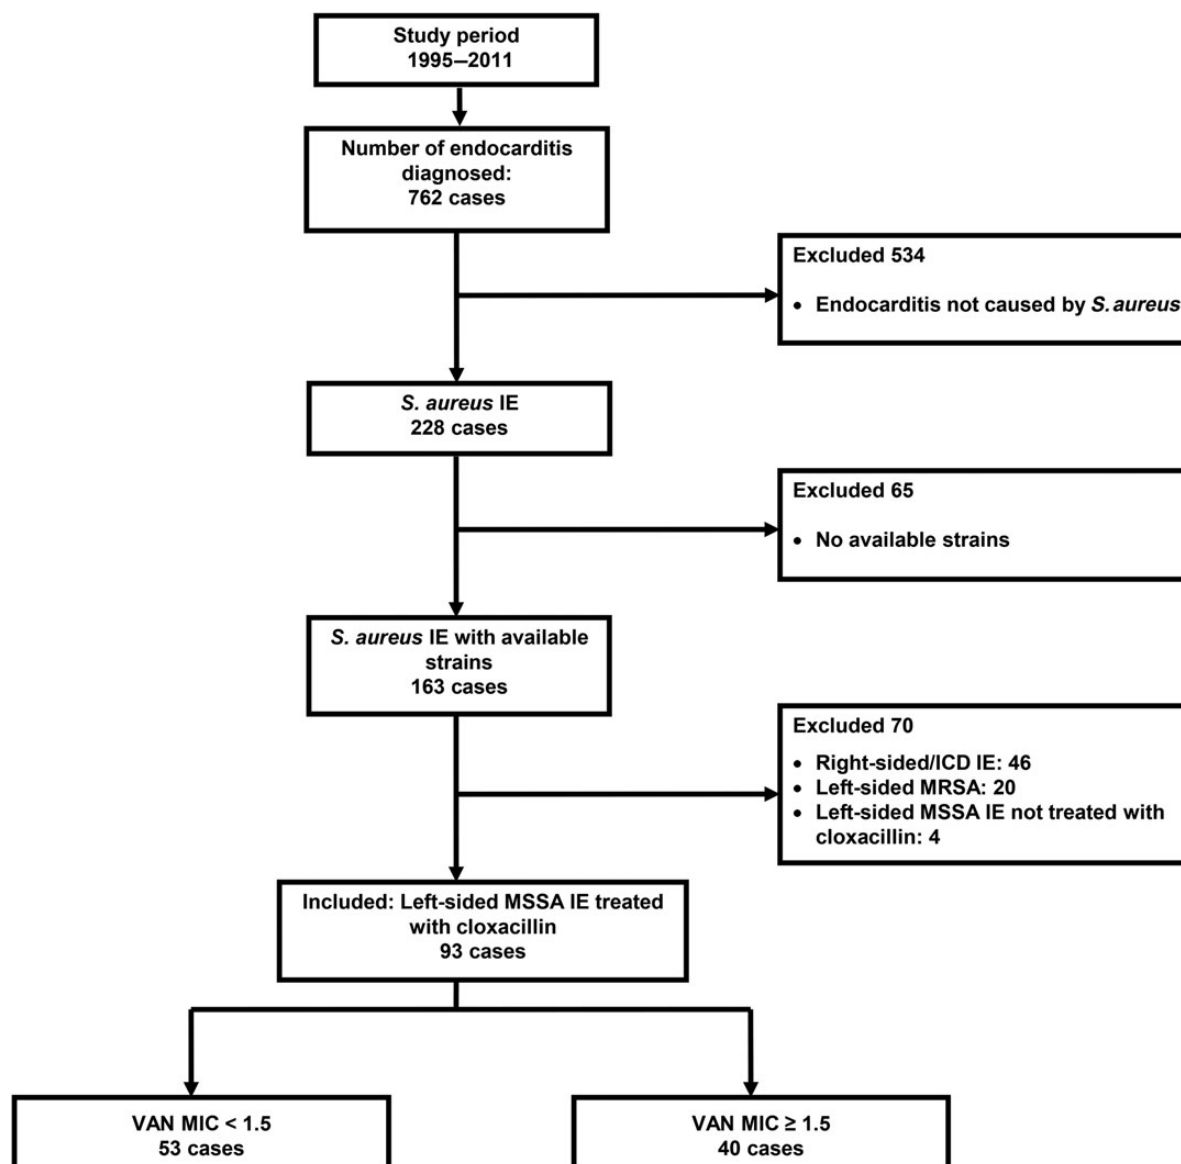 Study period
1995–2011
Number of endocarditis
diagnosed:
762 cases
Excluded 534
• Endocarditis not caused by S. aureus
S. aureus IE
228 cases
Excluded 65
• No available strains
S. aureus IE with available
strains
163 cases
Excluded 70
• Right-sided/ICD IE: 46
• Left-sided MRSA: 20
• Left-sided MSSA IE not treated with
cloxacillin: 4
Included: Left-sided MSSA IE treated
with cloxacillin
93 cases
VAN MIC < 1.5
53 cases
VAN MIC ≥ 1.5
40 cases